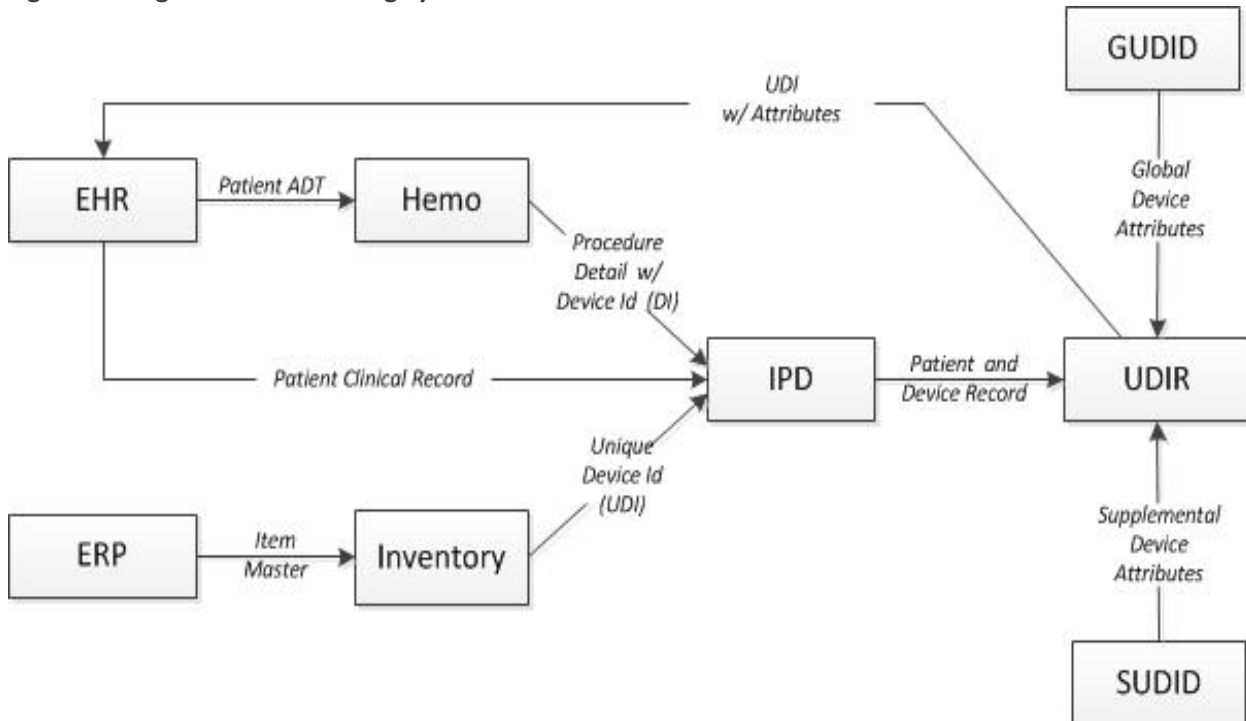 GUDID
UDI
w/ Attributes
EHR
Patient ADT
Hemo
Global
Device
Attributes
Procedure
Detail w/
Device Id (DI)
Patient Clinical Record
IPD
Patient and
Device Record
UDIR
Unique
Device Id
(UDI)
ERP
Item
Master
Inventory
Supplemental
Device
Attributes
SUDID